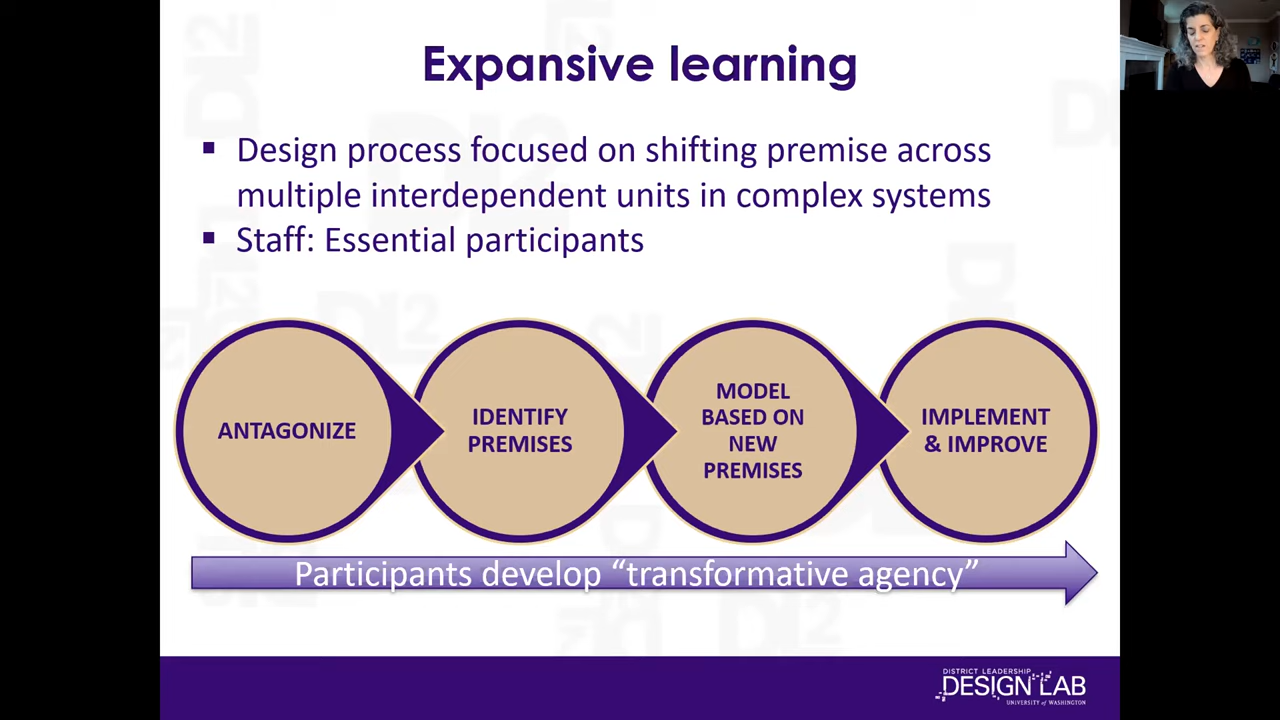 Expansive learning
▪ Design process focused on shifting premise across
multiple interdependent units in complex systems
▪ Staff: Essential participants
ANTAGONIZE
IDENTIFY
PREMISES
MODEL
BASED ON
NEW
PREMISES
IMPLEMENT
& IMPROVE
Participants develop “transformative agency”
DISTRICT LEADERSHIP
DESIGN LAB
UNIVERSITY of WASHINGTON